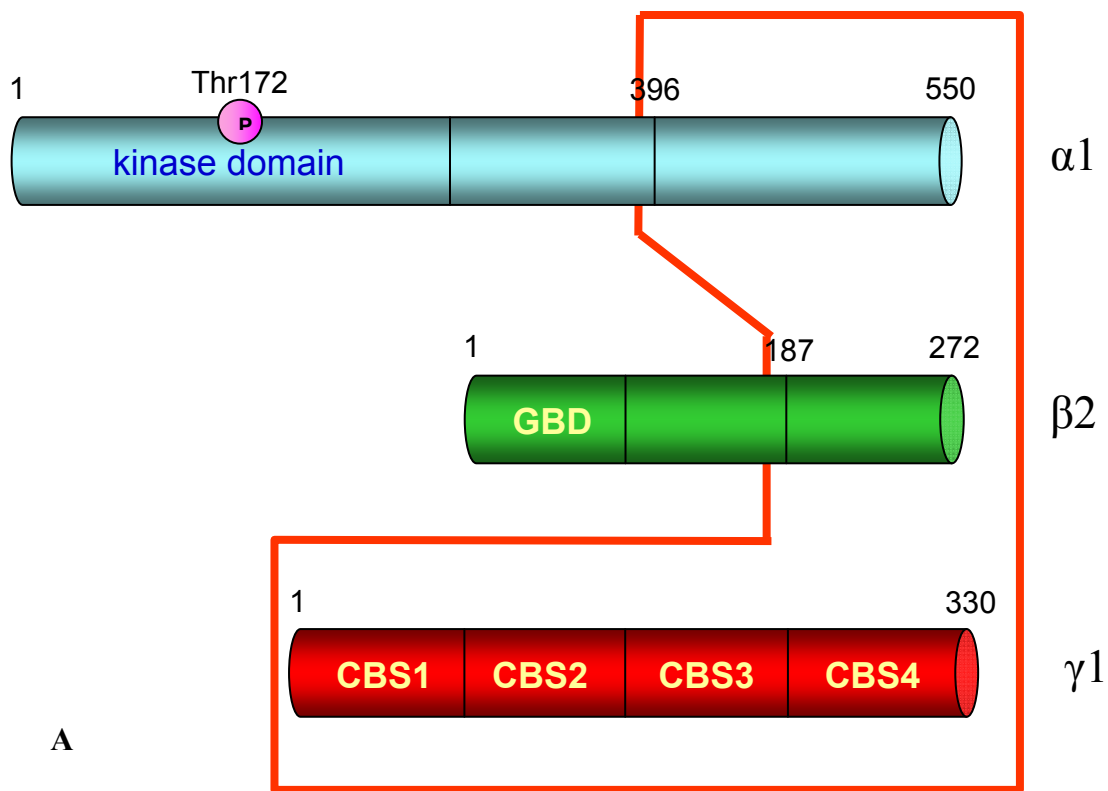 Thr172
1 396 550
P
kinase domain
α1
1 187 272
GBD
β2
1 330
CBS1 CBS2 CBS3 CBS4
γ1
A